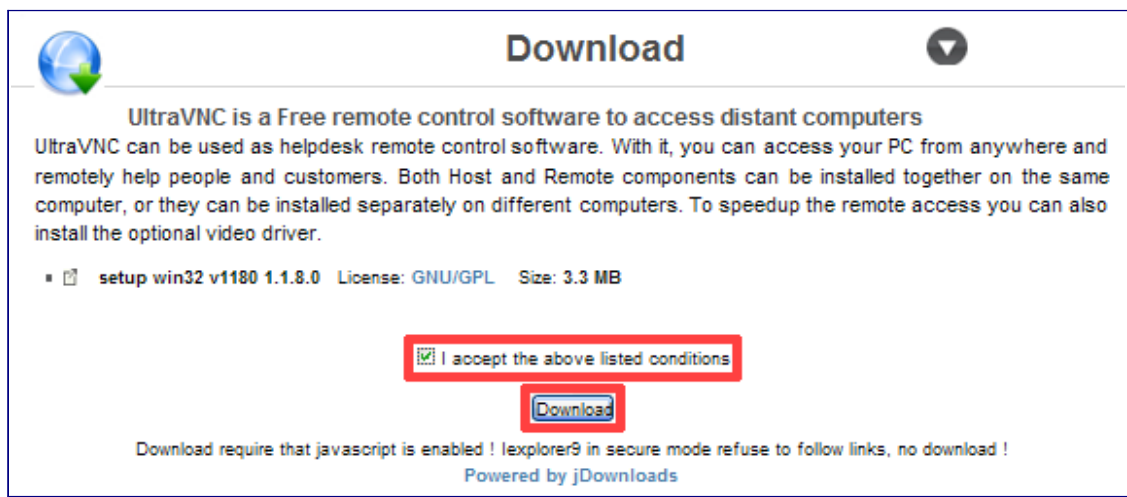 Download
UltraVNC is a Free remote control software to access distant computers
UltraVNC can be used as helpdesk remote control software. With it, you can access your PC from anywhere and
remotely help people and customers. Both Host and Remote components can be installed together on the same
computer, or they can be installed separately on different computers. To speedup the remote access you can also
install the optional video driver.
setup win32 v1180 1.1.8.0 License: GNU/GPL Size: 3.3 MB
I accept the above listed conditions
Download
Download require that javascript is enabled ! Iexplorer9 in secure mode refuse to follow links, no download !
Powered by jDownloads